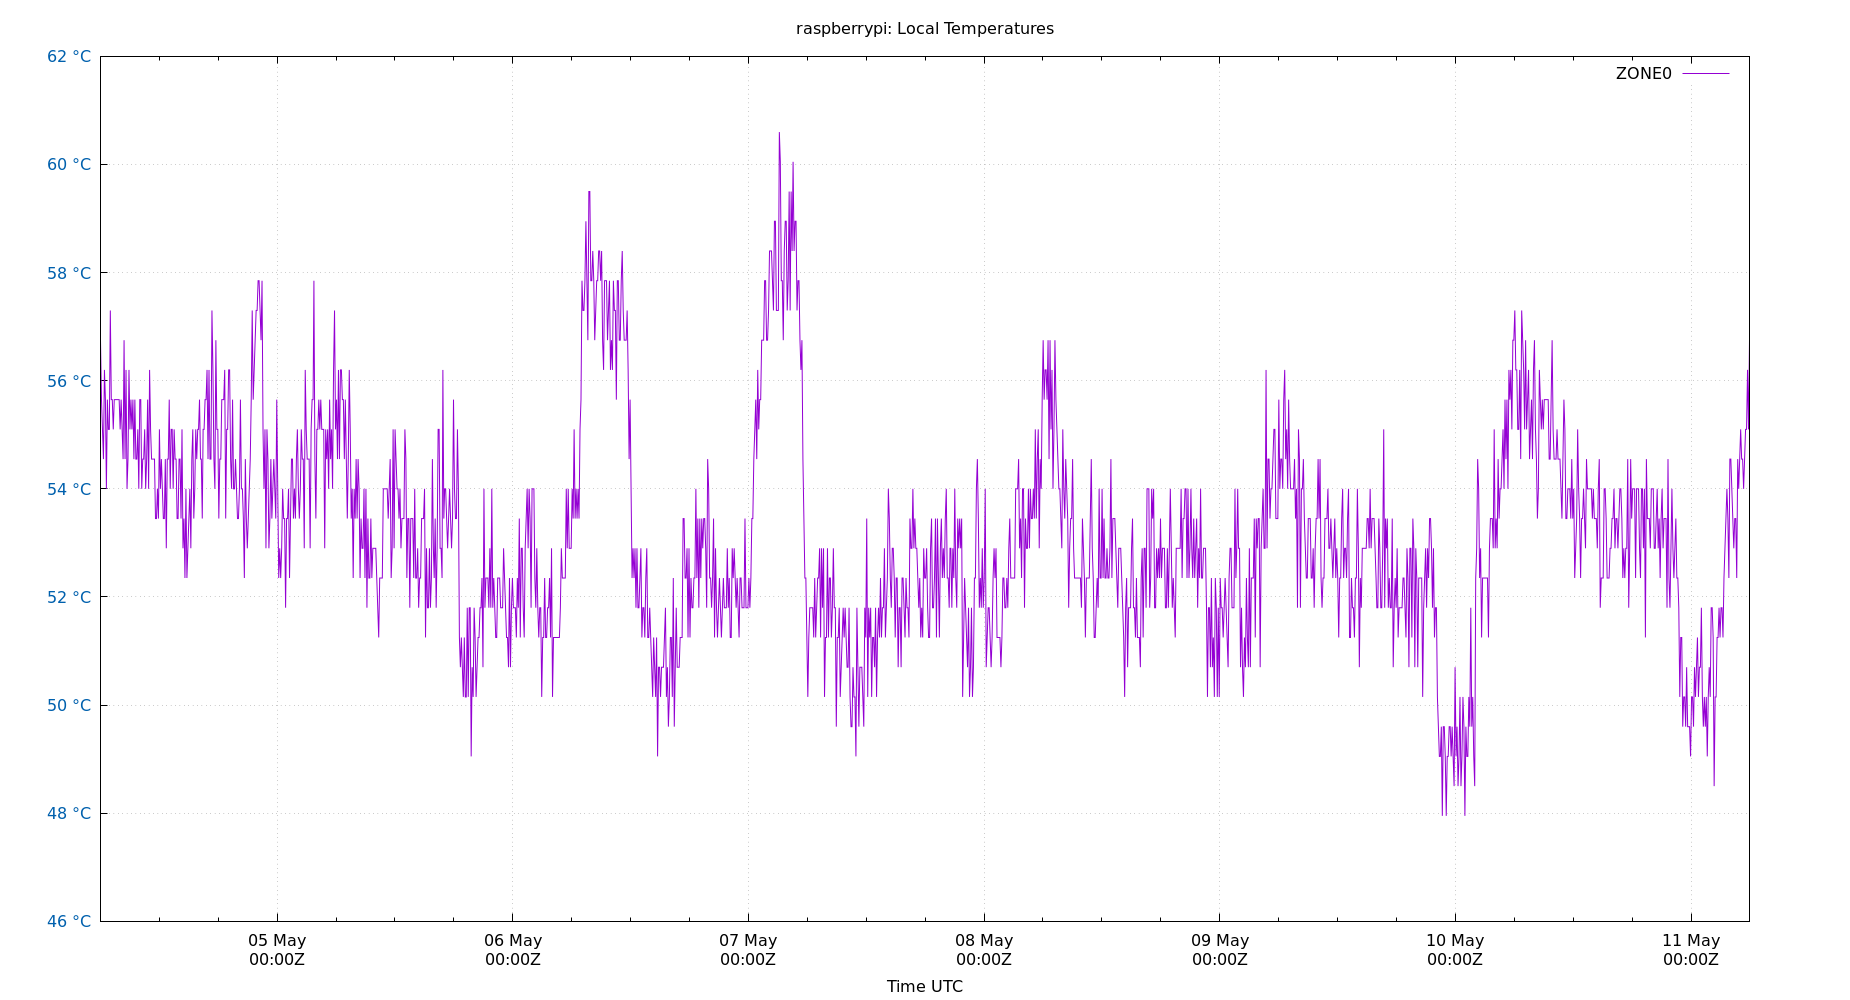 raspberrypi: Local Temperatures
62 °C
ZONE0
60 °C
58 °C
56 °C
54 °C
52 °C
50 °C
48 °C
46 °C
05 May 06 May 07 May 08 May 09 May 10 May 11 May
00:00Z 00:00Z 00:00Z 00:00Z 00:00Z 00:00Z 00:00Z
Time UTC